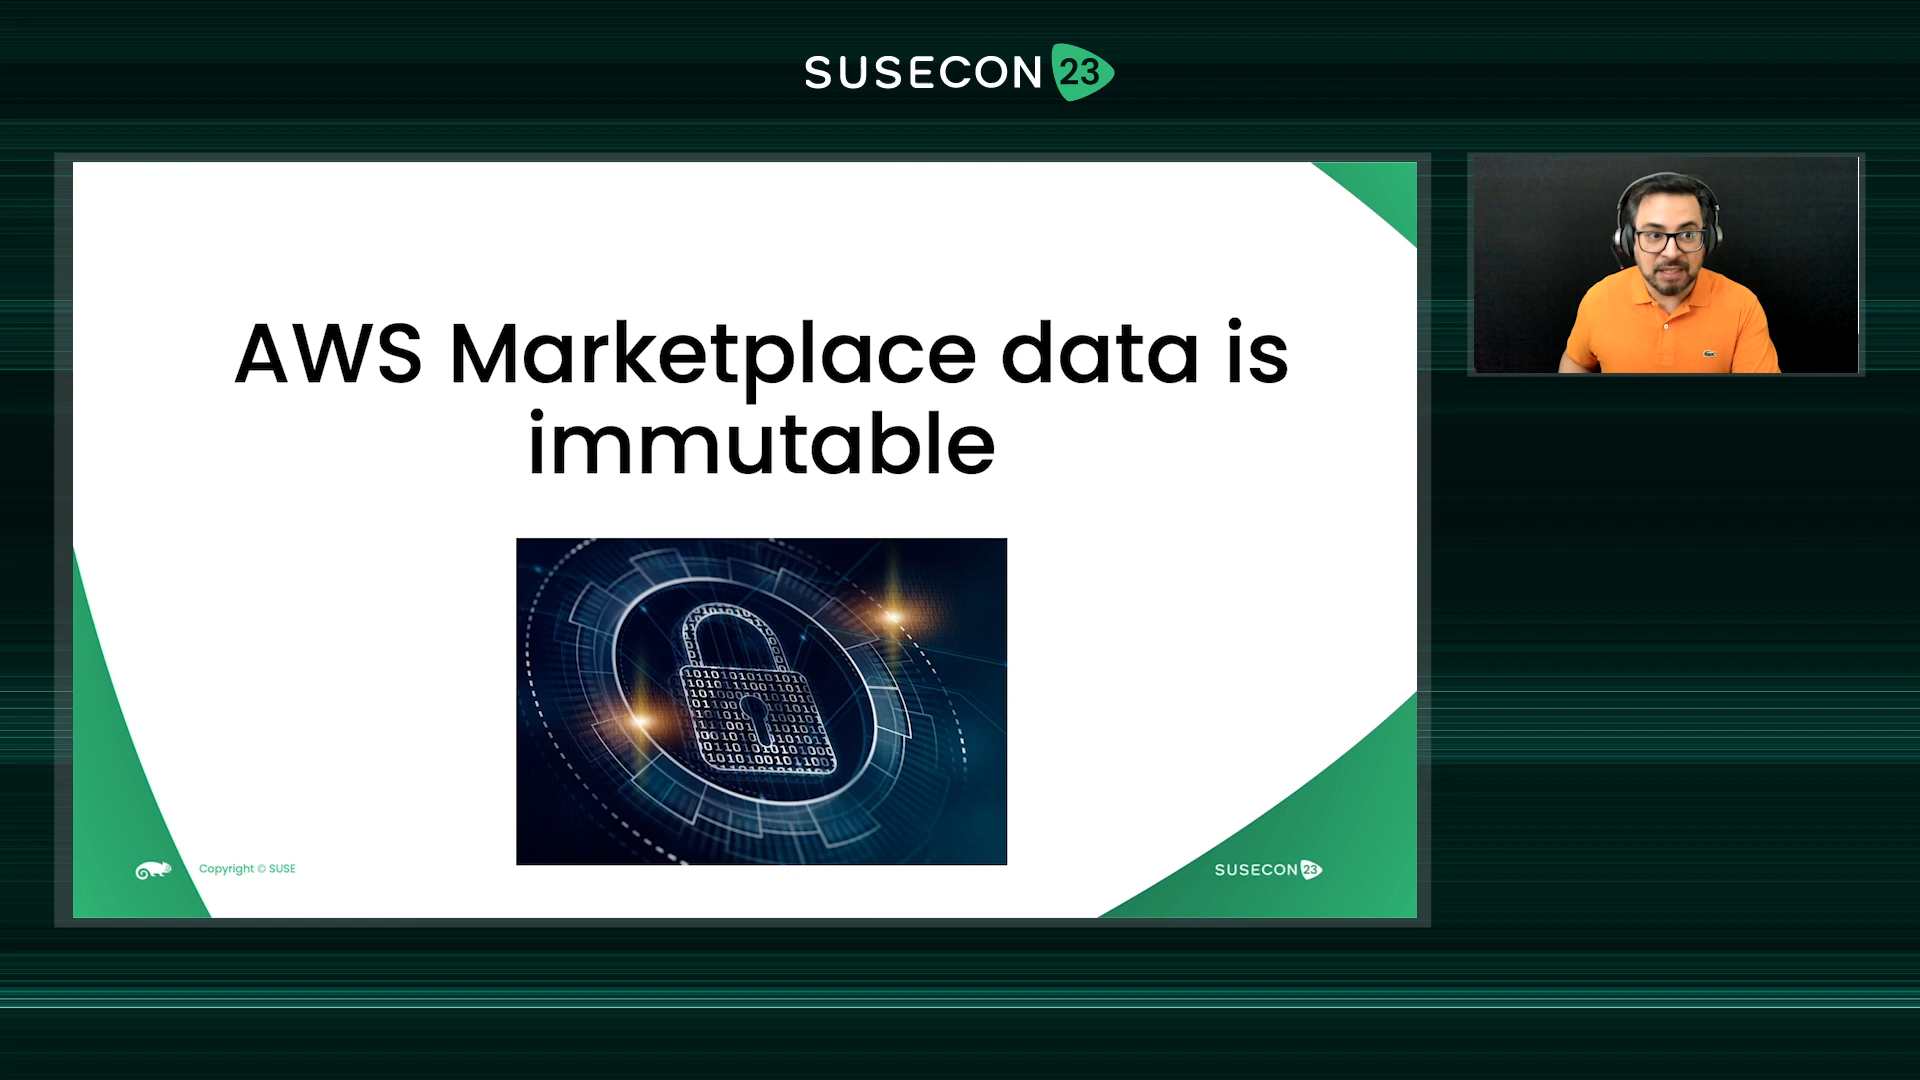 SUSECON 23
AWS Marketplace data is
immutable
Copyright © SUSE
SUSECON 23